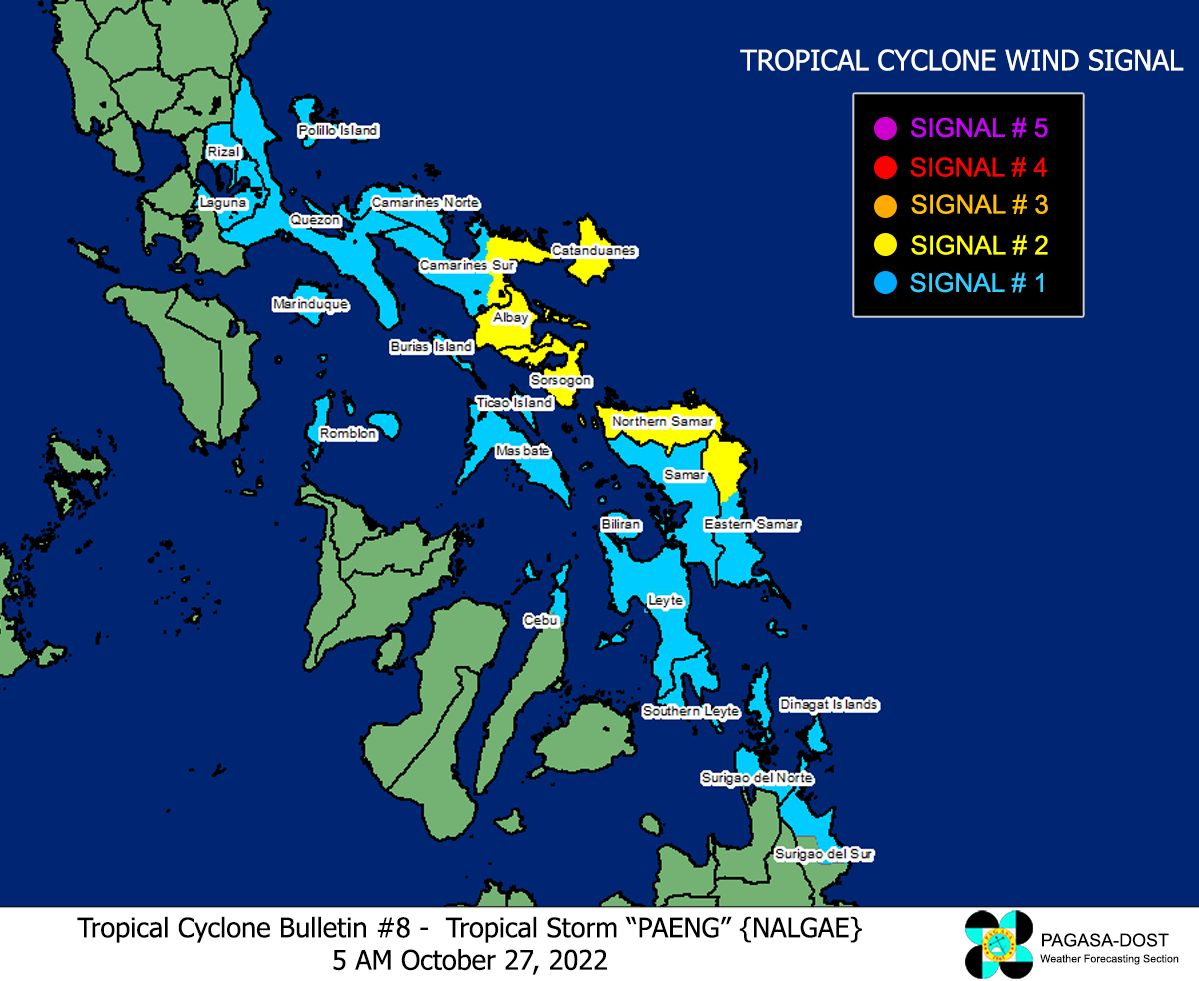 TROPICAL CYCLONE WIND SIGNAL
SIGNAL # 5
SIGNAL # 4
SIGNAL # 3
SIGNAL # 2
SIGNAL # 1
Polillo Island
Rizal
Laguna
Quezon
Camarines Norte
Catanduanes
Camarines Sur
Marinduque
Albay
Burias Island
Sorsogon
Ticao Island
Romblon
Northern Samar
Masbate
Samar
Biliran
Eastern Samar
Leyte
Cebu
Southern Leyte
Dinagat Islands
Surigao del Norte
Surigao del Sur
Tropical Cyclone Bulletin #8 - Tropical Storm “PAENG” {NALGAE}
5 AM October 27, 2022
PAGASA-DOST
Weather Forecasting Section